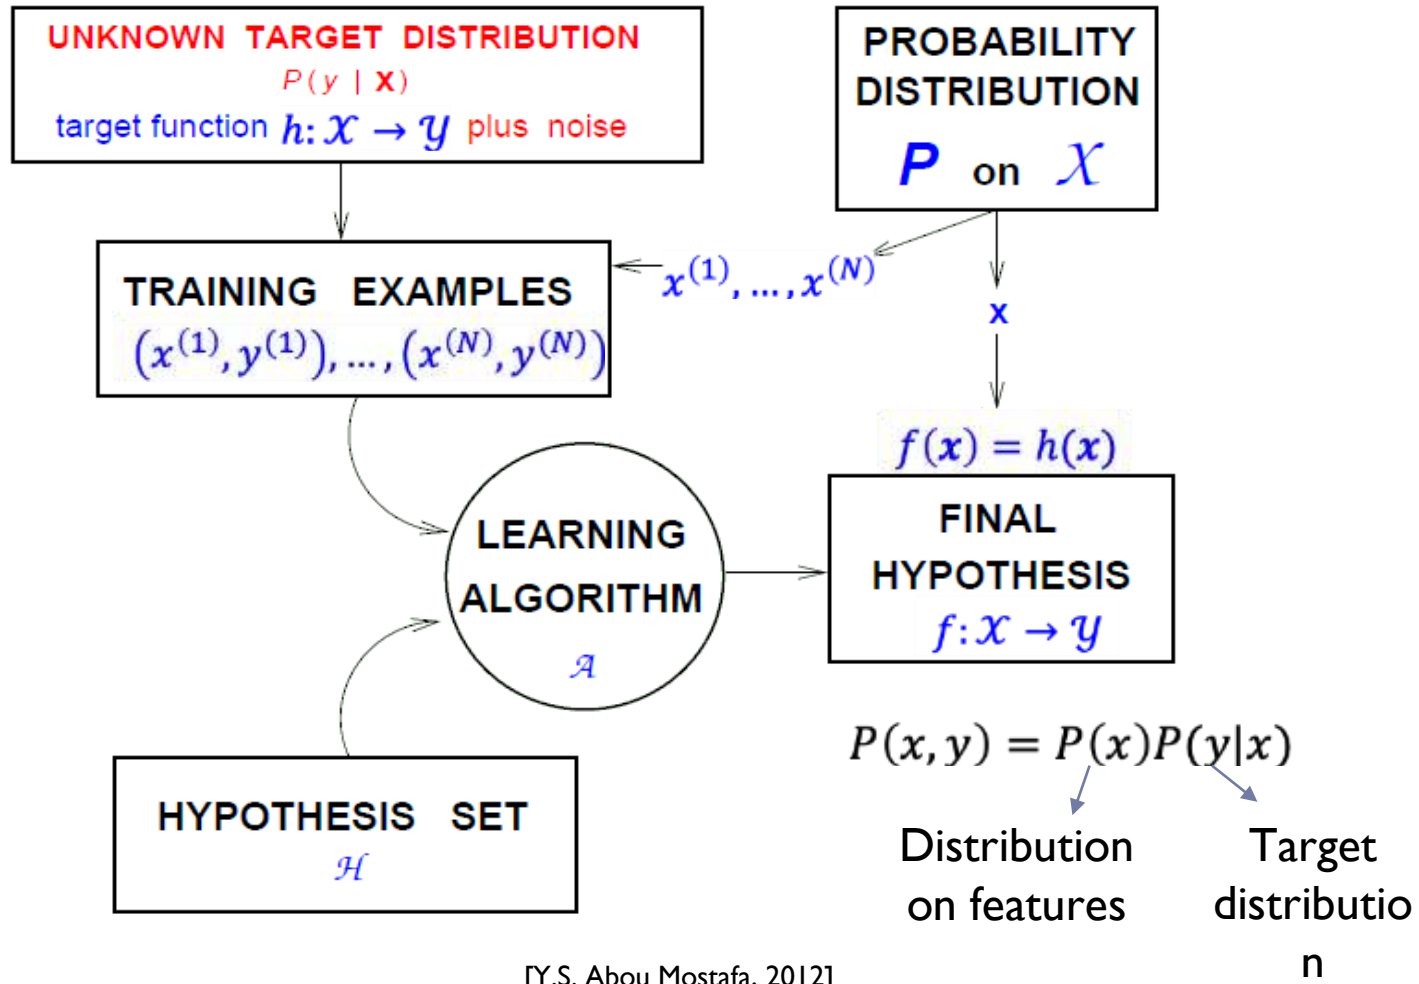 UNKNOWN TARGET DISTRIBUTION
P(y | x)
target function h: 𝒳 → 𝒴 plus noise
PROBABILITY
DISTRIBUTION
P on 𝒳
TRAINING EXAMPLES
(x^(1), y^(1)), ..., (x^(N), y^(N))
x^(1), ..., x^(N)
x
f(x) = h(x)
LEARNING
ALGORITHM
𝒜
FINAL
HYPOTHESIS
f: 𝒳 → 𝒴
HYPOTHESIS SET
ℋ
P(x, y) = P(x)P(y|x)
Distribution
on features
Target
distributio
n
[Y.S. Abou Mostafa, 2012]